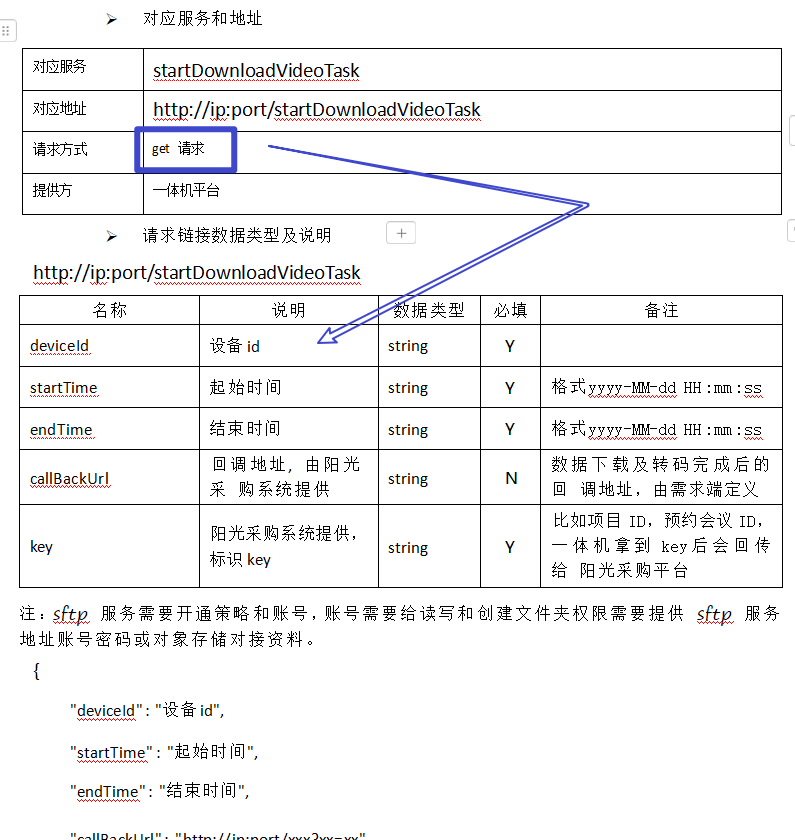 对应服务和地址
对应服务 startDownloadVideoTask
对应地址 http://ip:port/startDownloadVideoTask
请求方式 get 请求
提供方 一体机平台
请求链接数据类型及说明
http://ip:port/startDownloadVideoTask
名称 说明 数据类型 必填 备注
deviceId 设备 id string Y
startTime 起始时间 string Y 格式yyyy-MM-dd HH:mm:ss
endTime 结束时间 string Y 格式yyyy-MM-dd HH:mm:ss
callBackUrl 回调地址, 由阳光
采 购系统提供 string N 数据下载及转码完成后的
回 调地址，由需求端定义
key 阳光采购系统提供，
标识 key string Y 比如项目 ID，预约会议 ID，
一体机拿到 key后会回传
给 阳光采购平台
注：sftp 服务需要开通策略和账号，账号需要给读写和创建文件夹权限需要提供 sftp 服务
地址账号密码或对象存储对接资料。
{
"deviceId": "设备 id",
"startTime": "起始时间",
"endTime": "结束时间",
"callBackUrl": "http://ip:port/xxx?xx=xx"